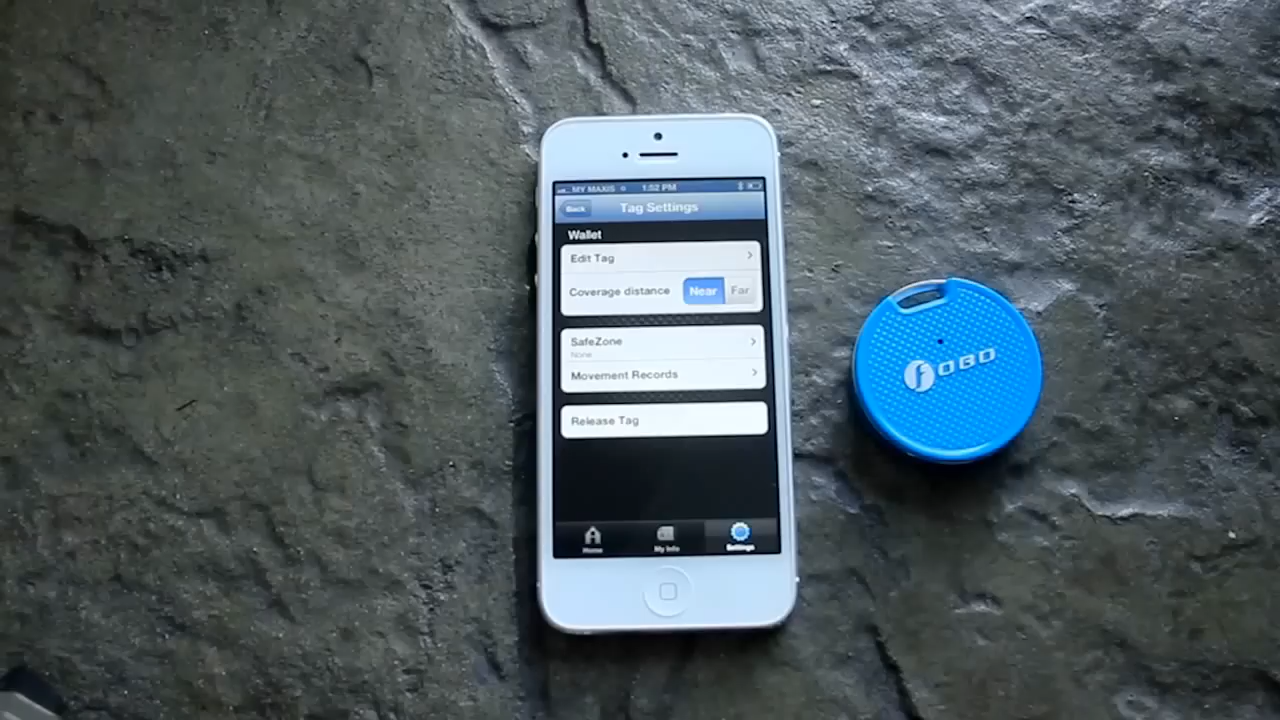 MY MAXIS 1:52 PM
Back Tag Settings
Wallet
Edit Tag
Coverage distance Near Far
SafeZone
None
Movement Records
Release Tag
Home My Info Settings
fOBO